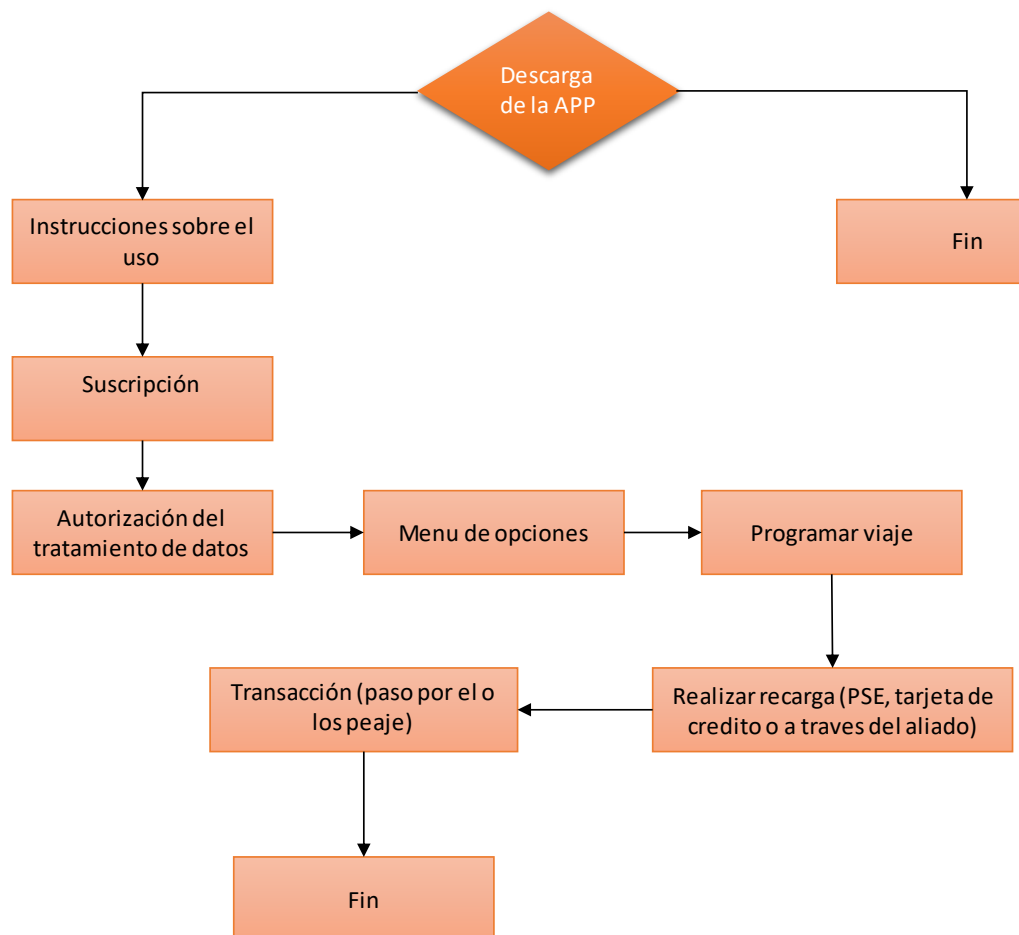 Descarga
de la APP
Instrucciones sobre el
uso
Fin
Suscripción
Autorización del
tratamiento de datos
Menu de opciones
Programar viaje
Transacción (paso por el o
los peaje)
Realizar recarga (PSE, tarjeta de
credito o a traves del aliado)
Fin